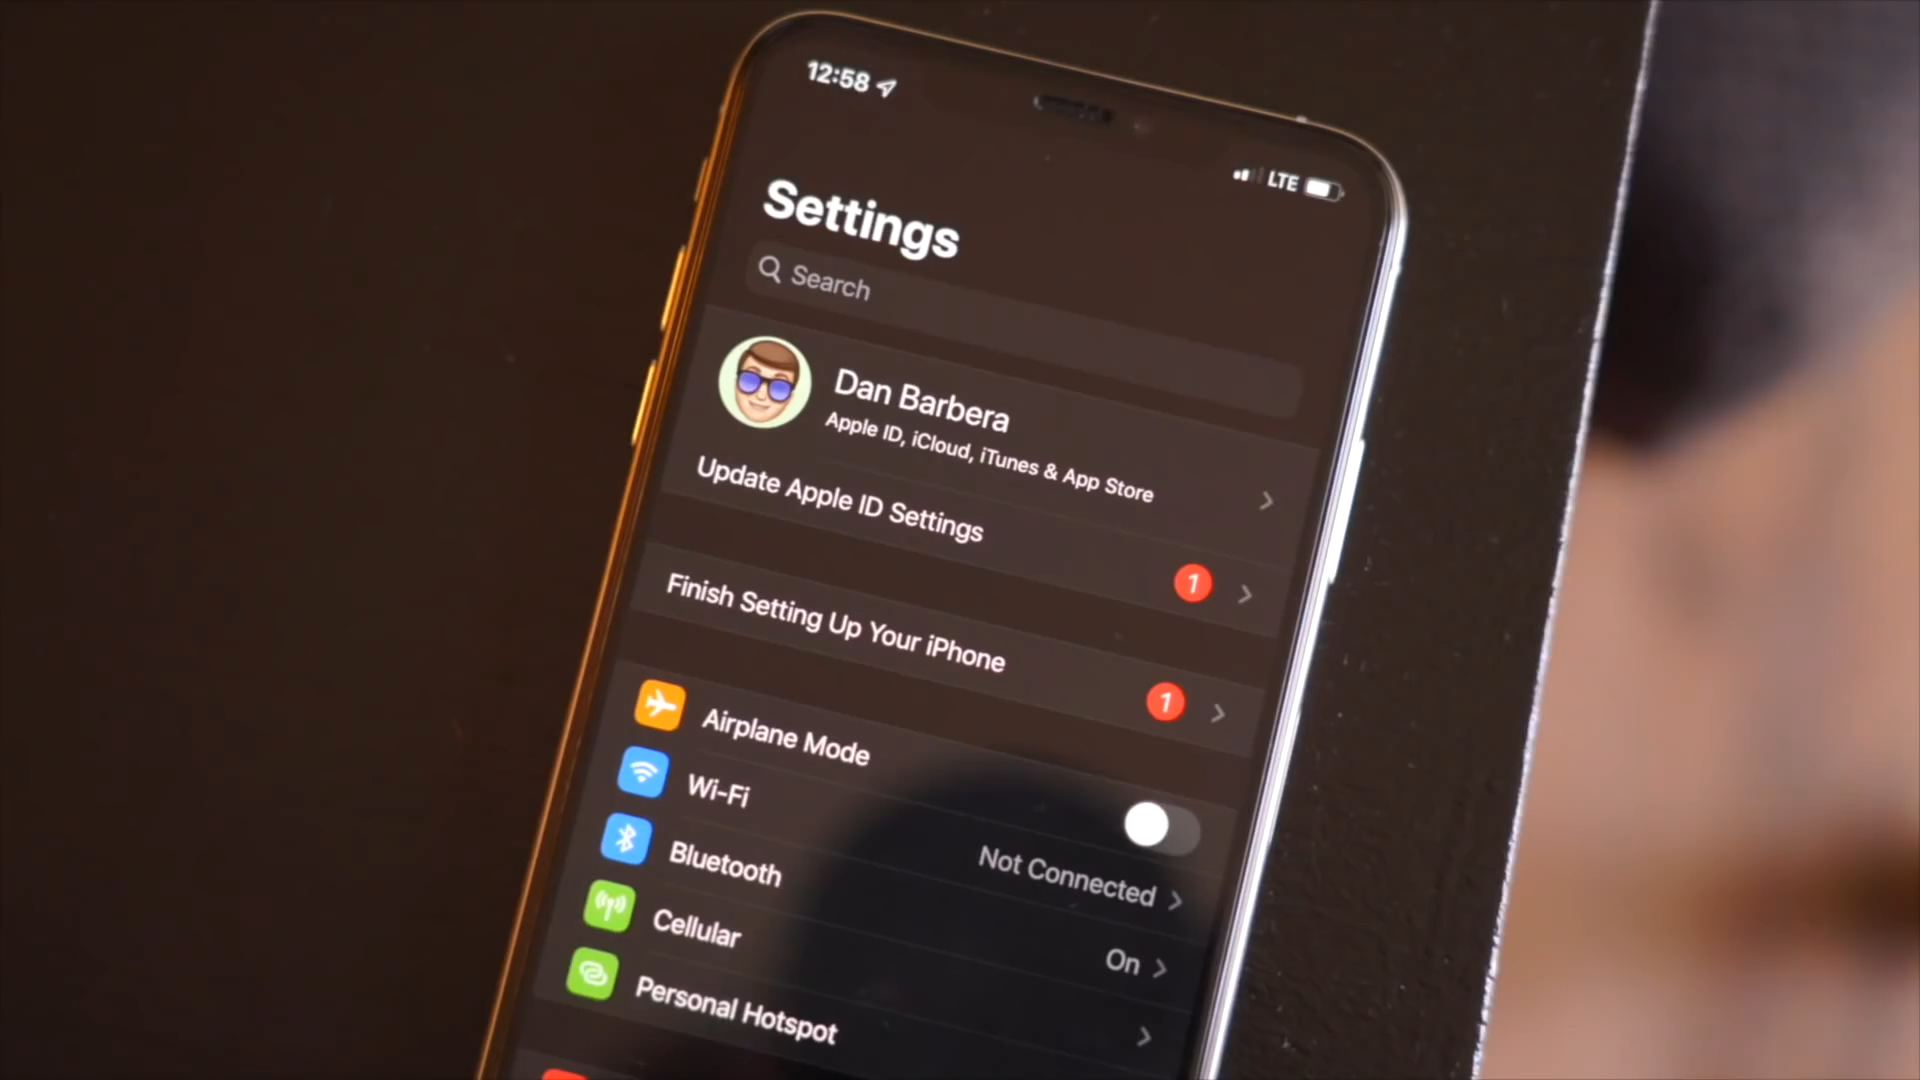 12:58
LTE
Settings
Search
Dan Barbera
Apple ID, iCloud, iTunes & App Store
Update Apple ID Settings
1
Finish Setting Up Your iPhone
1
Airplane Mode
Wi-Fi
Not Connected
Bluetooth
On
Cellular
Personal Hotspot